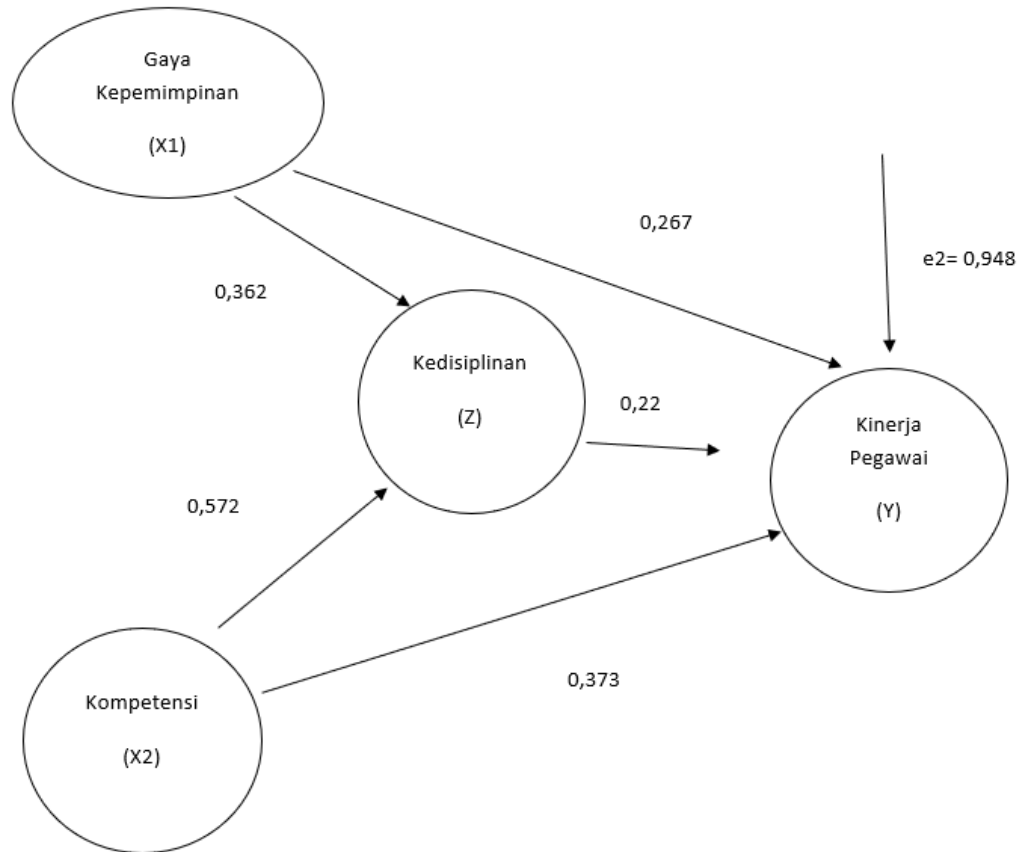 Gaya
Kepemimpinan
(X1)
0,267
e2= 0,948
0,362
Kedisiplinan
(Z)
0,22
Kinerja
Pegawai
(Y)
0,572
0,373
Kompetensi
(X2)